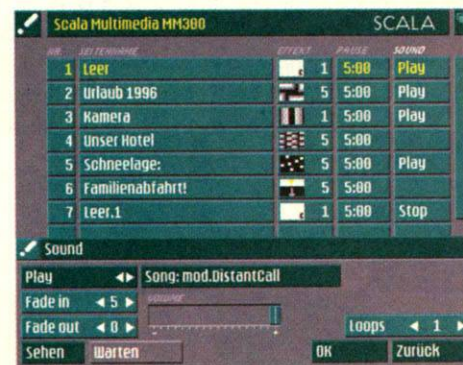 Scala Multimedia MM300 SCALA
NR. SEITENNAME EFFEKT PAUSE SOUND
1 Leer 1 5:00 Play
2 Urlaub 1996 5 5:00 Play
3 Kamera 1 5:00 Play
4 Unser Hotel 5 5:00
5 Schneelage: 5 5:00 Play
6 Familienabfahrt! 5 5:00
7 Leer.1 1 5:00 Stop
Sound
Play Song: mod.DistantCall
Fade in 5 VOLUME
Fade out 0 Loops 1
Sehen Warten OK Zurück